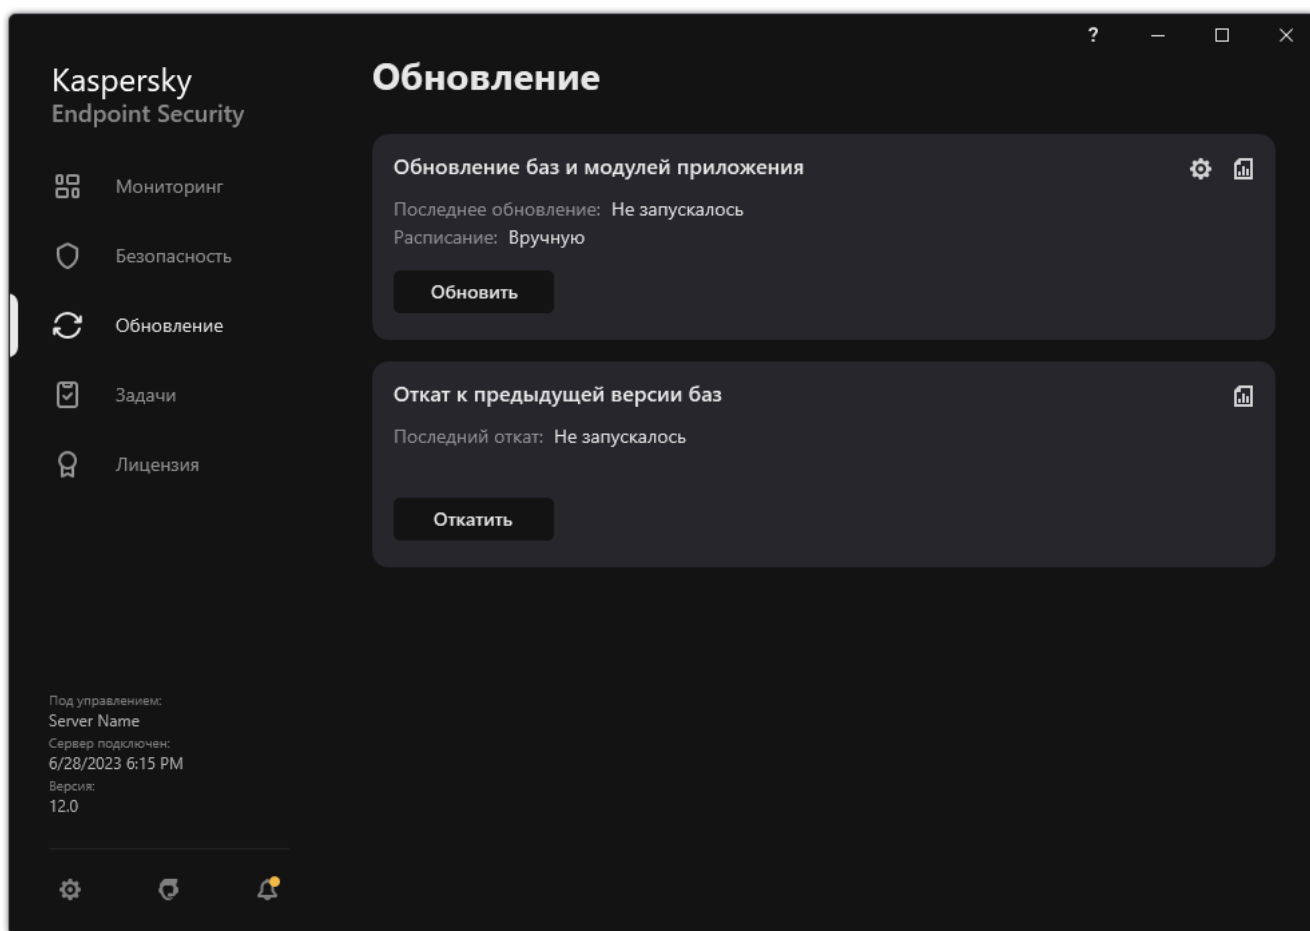 ?
Kaspersky
Endpoint Security
Мониторинг
Безопасность
Обновление
Задачи
Лицензия
Под управлением:
Server Name
Сервер подключен:
6/28/2023 6:15 PM
Версия:
12.0
Обновление
Обновление баз и модулей приложения
Последнее обновление: Не запускалось
Расписание: Вручную
Обновить
Откат к предыдущей версии баз
Последний откат: Не запускалось
Откатить